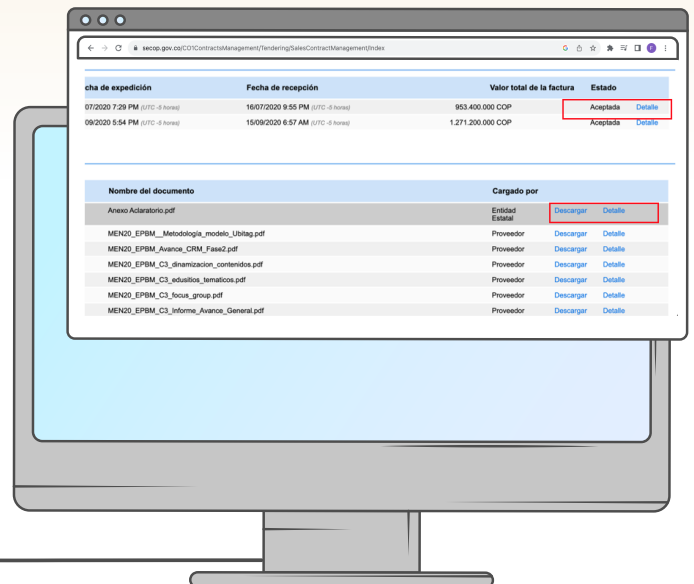 secop.gov.co/CO1ContractsManagement/Tendering/SalesContractManagement/Index
cha de expedición Fecha de recepción Valor total de la factura Estado
07/2020 7:29 PM (UTC -5 horas) 16/07/2020 9:55 PM (UTC -5 horas) 953.400.000 COP Aceptada Detalle
09/2020 5:54 PM (UTC -5 horas) 15/09/2020 6:57 AM (UTC -5 horas) 1.271.200.000 COP Aceptada Detalle
Nombre del documento Cargado por
Anexo Aclaratorio.pdf Entidad Estatal Descargar Detalle
MEN20_EPBM__Metodología_modelo_Ubitag.pdf Proveedor Descargar Detalle
MEN20_EPBM_Avance_CRM_Fase2.pdf Proveedor Descargar Detalle
MEN20_EPBM_C3_dinamizacion_contenidos.pdf Proveedor Descargar Detalle
MEN20_EPBM_C3_edusitios_tematicos.pdf Proveedor Descargar Detalle
MEN20_EPBM_C3_focus_group.pdf Proveedor Descargar Detalle
MEN20_EPBM_C3_Informe_Avance_General.pdf Proveedor Descargar Detalle